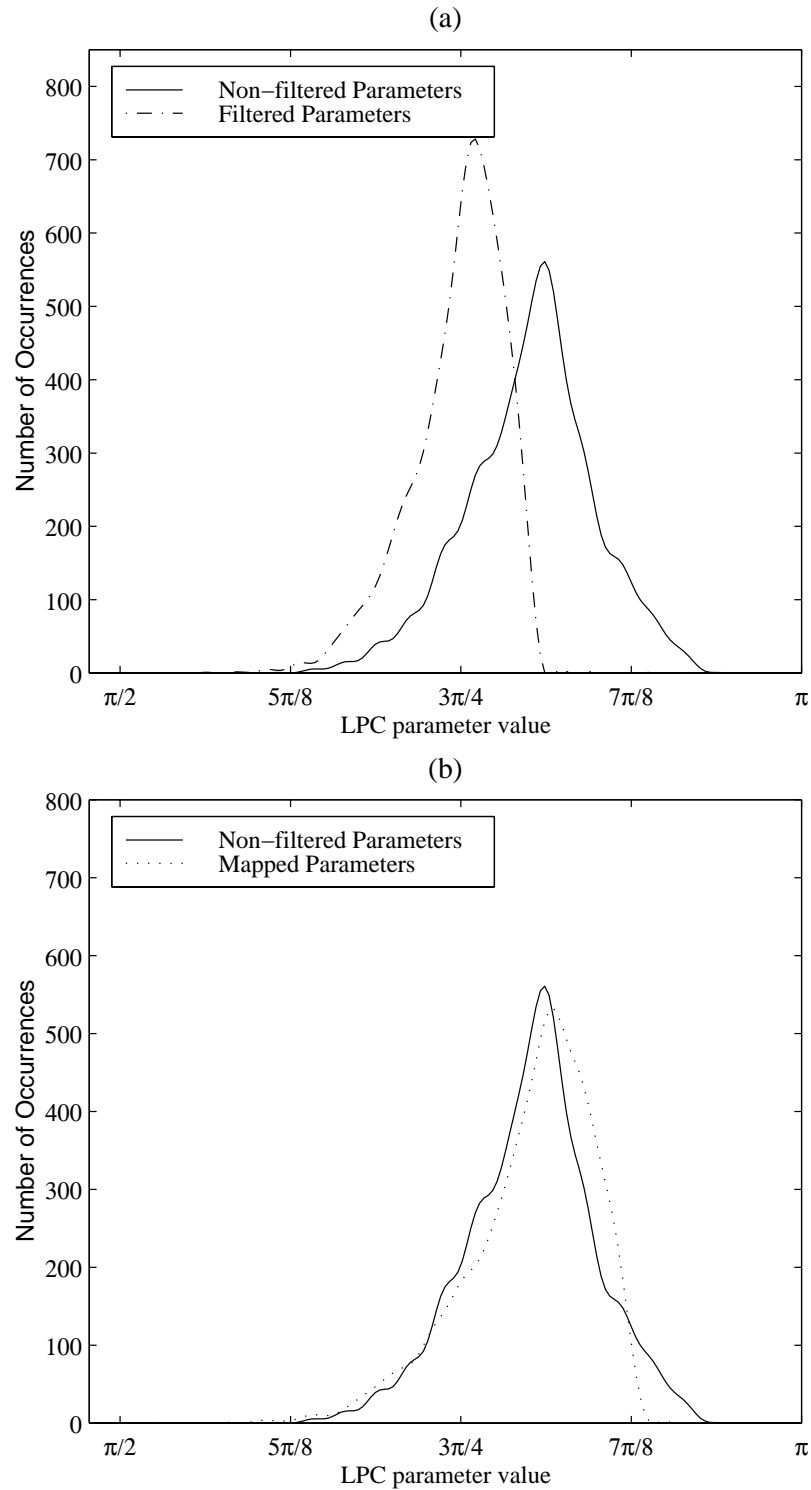 (a)
800
700
600
500
400
300
200
100
0
Number of Occurrences
Non−filtered Parameters
Filtered Parameters
π/2 5π/8 3π/4 7π/8 π
LPC parameter value
(b)
800
700
600
500
400
300
200
100
0
Number of Occurrences
Non−filtered Parameters
Mapped Parameters
π/2 5π/8 3π/4 7π/8 π
LPC parameter value